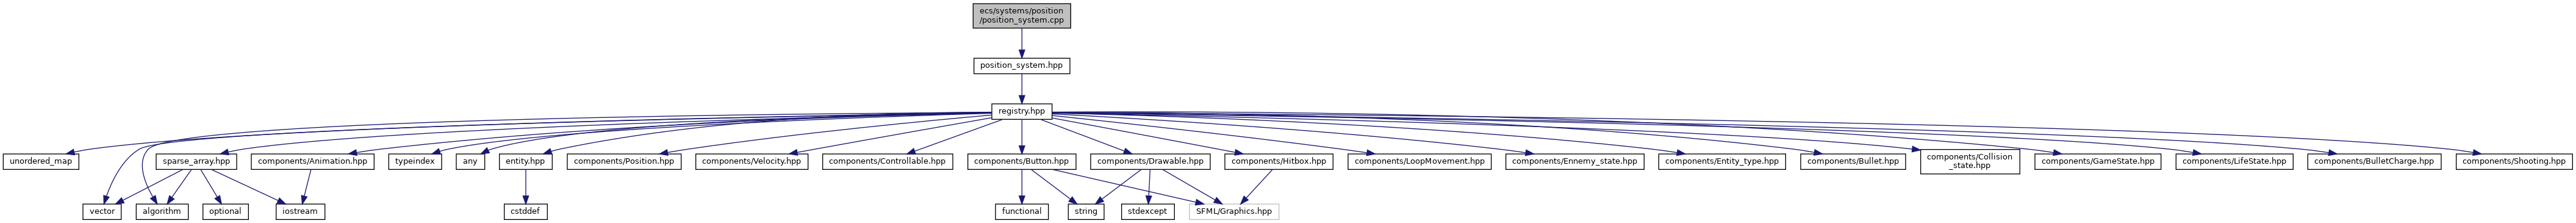 ecs/systems/position
/position_system.cpp
position_system.hpp
registry.hpp
unordered_map
sparse_array.hpp
components/Animation.hpp
typeindex
any
entity.hpp
components/Position.hpp
components/Velocity.hpp
components/Controllable.hpp
components/Button.hpp
components/Drawable.hpp
components/Hitbox.hpp
components/LoopMovement.hpp
components/Ennemy_state.hpp
components/Entity_type.hpp
components/Bullet.hpp
components/Collision
_state.hpp
components/GameState.hpp
components/LifeState.hpp
components/BulletCharge.hpp
components/Shooting.hpp
vector
algorithm
optional
iostream
cstddef
functional
string
stdexcept
SFML/Graphics.hpp